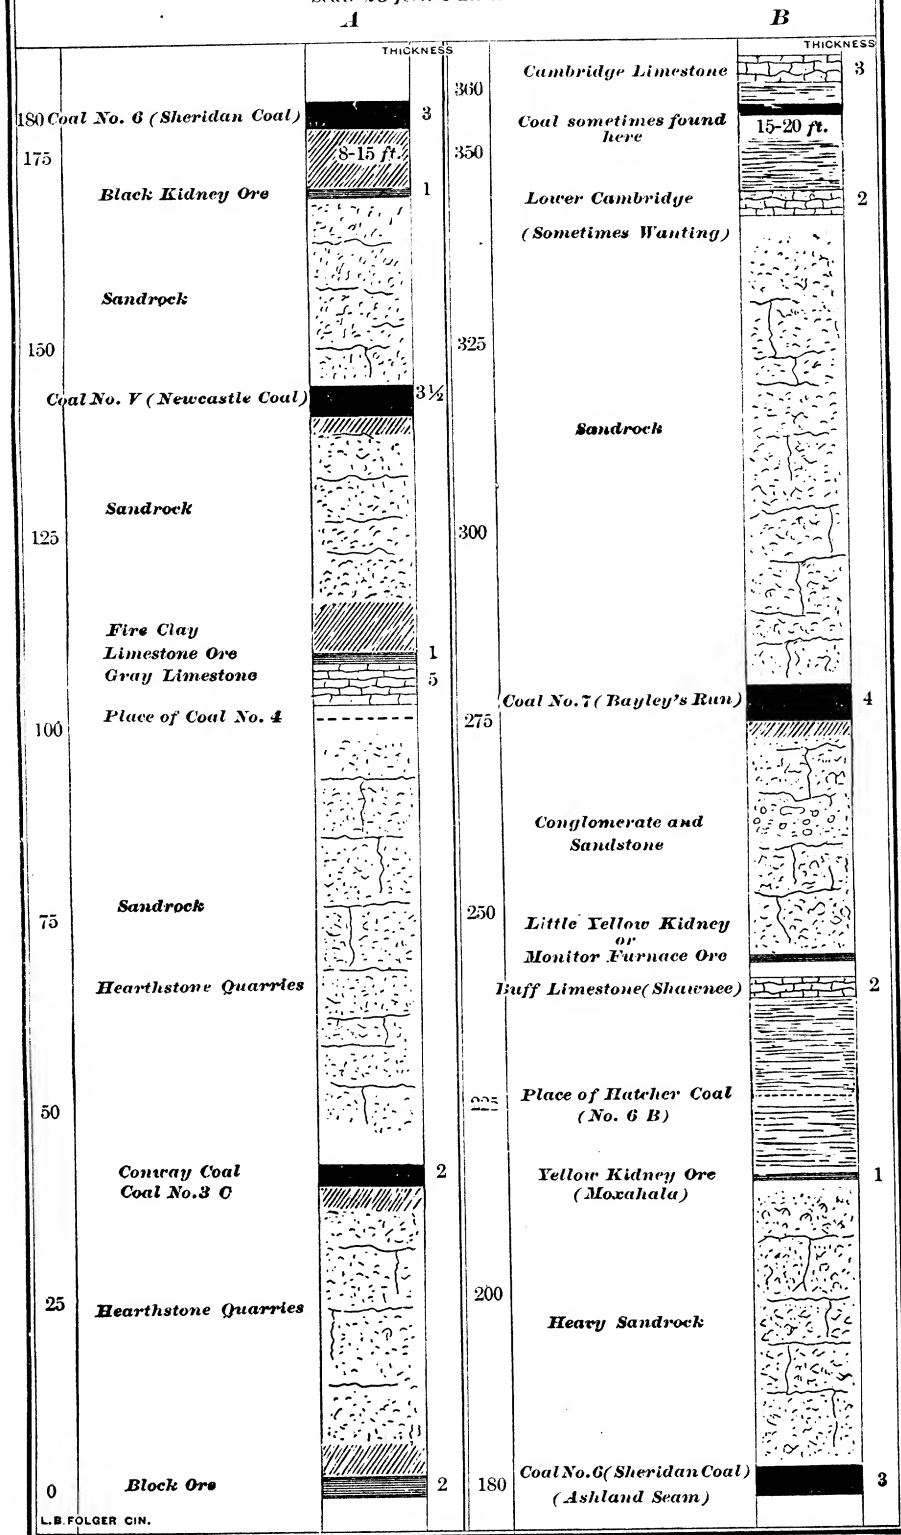 A
THICKNESS
180 Coal No. 6 (Sheridan Coal) 3
175
8-15 ft.
Black Kidney Ore 1
Sandrock
150
Coal No. V (Newcastle Coal) 3½
Sandrock
125
Fire Clay
Limestone Ore 1
Gray Limestone 5
Place of Coal No. 4
100
Sandrock
75
Hearthstone Quarries
50
Conway Coal 2
Coal No. 3 C
25
Hearthstone Quarries
Block Ore 2
0
L.B. FOLGER CIN.
B
THICKNESS
Cambridge Limestone 3
360
Coal sometimes found
here
15-20 ft.
350
Lower Cambridge 2
(Sometimes Wanting)
325
Sandrock
300
Coal No. 7 (Bayley's Run) 4
275
Conglomerate and
Sandstone
250
Little Yellow Kidney
or
Monitor Furnace Ore
Buff Limestone (Shawnee) 2
225
Place of Hatcher Coal
(No. 6 B)
Yellow Kidney Ore 1
(Moxahala)
200
Heavy Sandrock
Coal No. 6 (Sheridan Coal) 3
180
(Ashland Seam)